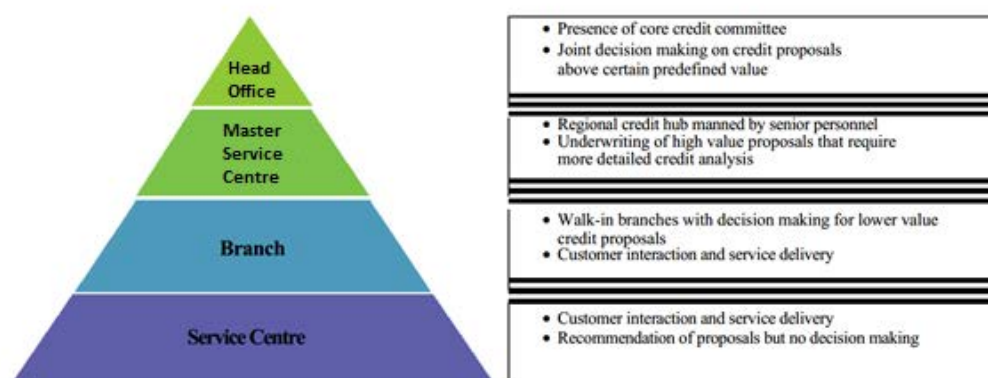 Head
Office
• Presence of core credit committee
• Joint decision making on credit proposals
above certain predefined value
Master
Service
Centre
• Regional credit hub manned by senior personnel
• Underwriting of high value proposals that require
more detailed credit analysis
Branch
• Walk-in branches with decision making for lower value
credit proposals
• Customer interaction and service delivery
Service Centre
• Customer interaction and service delivery
• Recommendation of proposals but no decision making